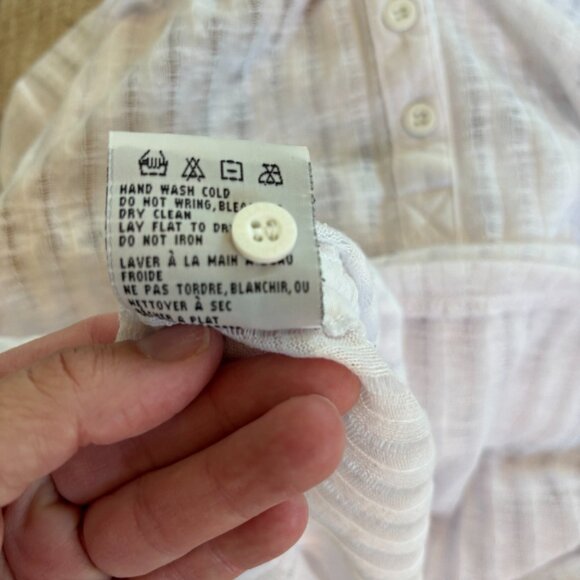 HAND WASH COLD
DO NOT WRING,
DRY CLEAN
LAY FLAT TO
DO NOT IRON
LAVER À LA MAIN À
FROIDE
NE PAS TORDRE, BLANCHIR, OU
NETTOYER À SEC
A PLAT